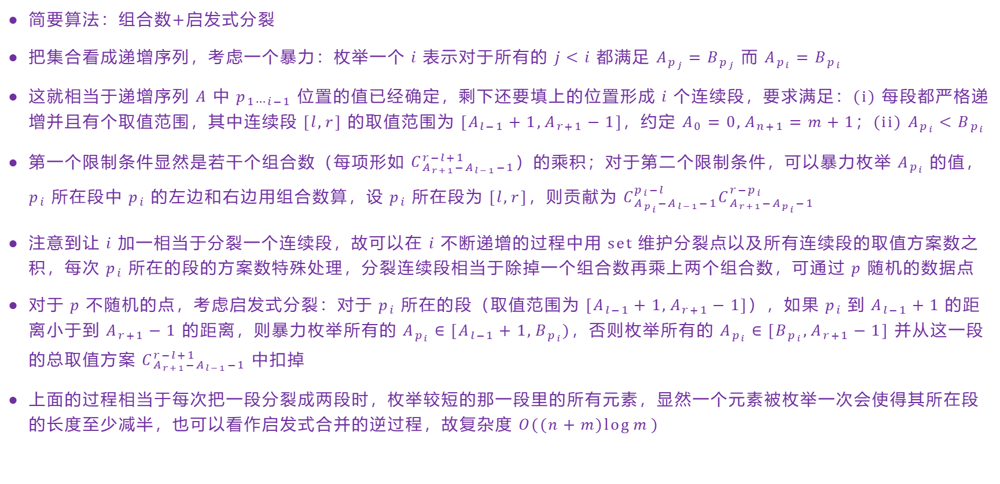 ● 简要算法：组合数+启发式分裂
● 把集合看成递增序列，考虑一个暴力：枚举一个 $i$ 表示对于所有的 $j < i$ 都满足 $A_{p_j} = B_{p_j}$ 而 $A_{p_i} = B_{p_i}$
● 这就相当于递增序列 $A$ 中 $p_{1\cdots i-1}$ 位置的值已经确定，剩下还要填上的位置形成 $i$ 个连续段，要求满足：(i) 每段都严格递
增并且有个取值范围，其中连续段 $[l, r]$ 的取值范围为 $[A_{l-1} + 1, A_{r+1} - 1]$，约定 $A_0 = 0, A_{n+1} = m + 1$；(ii) $A_{p_i} < B_{p_i}$
● 第一个限制条件显然是若干个组合数（每项形如 $C_{A_{r+1}-A_{l-1}-1}^{r-l+1}$）的乘积；对于第二个限制条件，可以暴力枚举 $A_{p_i}$ 的值，
$p_i$ 所在段中 $p_i$ 的左边和右边用组合数算，设 $p_i$ 所在段为 $[l, r]$，则贡献为 $C_{A_{p_i}-A_{l-1}-1}^{p_i-l} C_{A_{r+1}-A_{p_i}-1}^{r-p_i}$
● 注意到让 $i$ 加一相当于分裂一个连续段，故可以在 $i$ 不断递增的过程中用 set 维护分裂点以及所有连续段的取值方案数之
积，每次 $p_i$ 所在的段的方案数特殊处理，分裂连续段相当于除掉一个组合数再乘上两个组合数，可通过 $p$ 随机的数据点
● 对于 $p$ 不随机的点，考虑启发式分裂：对于 $p_i$ 所在的段（取值范围为 $[A_{l-1} + 1, A_{r+1} - 1]$），如果 $p_i$ 到 $A_{l-1} + 1$ 的距
离小于到 $A_{r+1} - 1$ 的距离，则暴力枚举所有的 $A_{p_i} \in [A_{l-1} + 1, B_{p_i})$，否则枚举所有的 $A_{p_i} \in [B_{p_i}, A_{r+1} - 1]$ 并从这一段
的总取值方案 $C_{A_{r+1}-A_{l-1}-1}^{r-l+1}$ 中扣掉
● 上面的过程相当于每次把一段分裂成两段时，枚举较短的那一段里的所有元素，显然一个元素被枚举一次会使得其所在段
的长度至少减半，也可以看作启发式合并的逆过程，故复杂度 $O((n + m) \log m)$